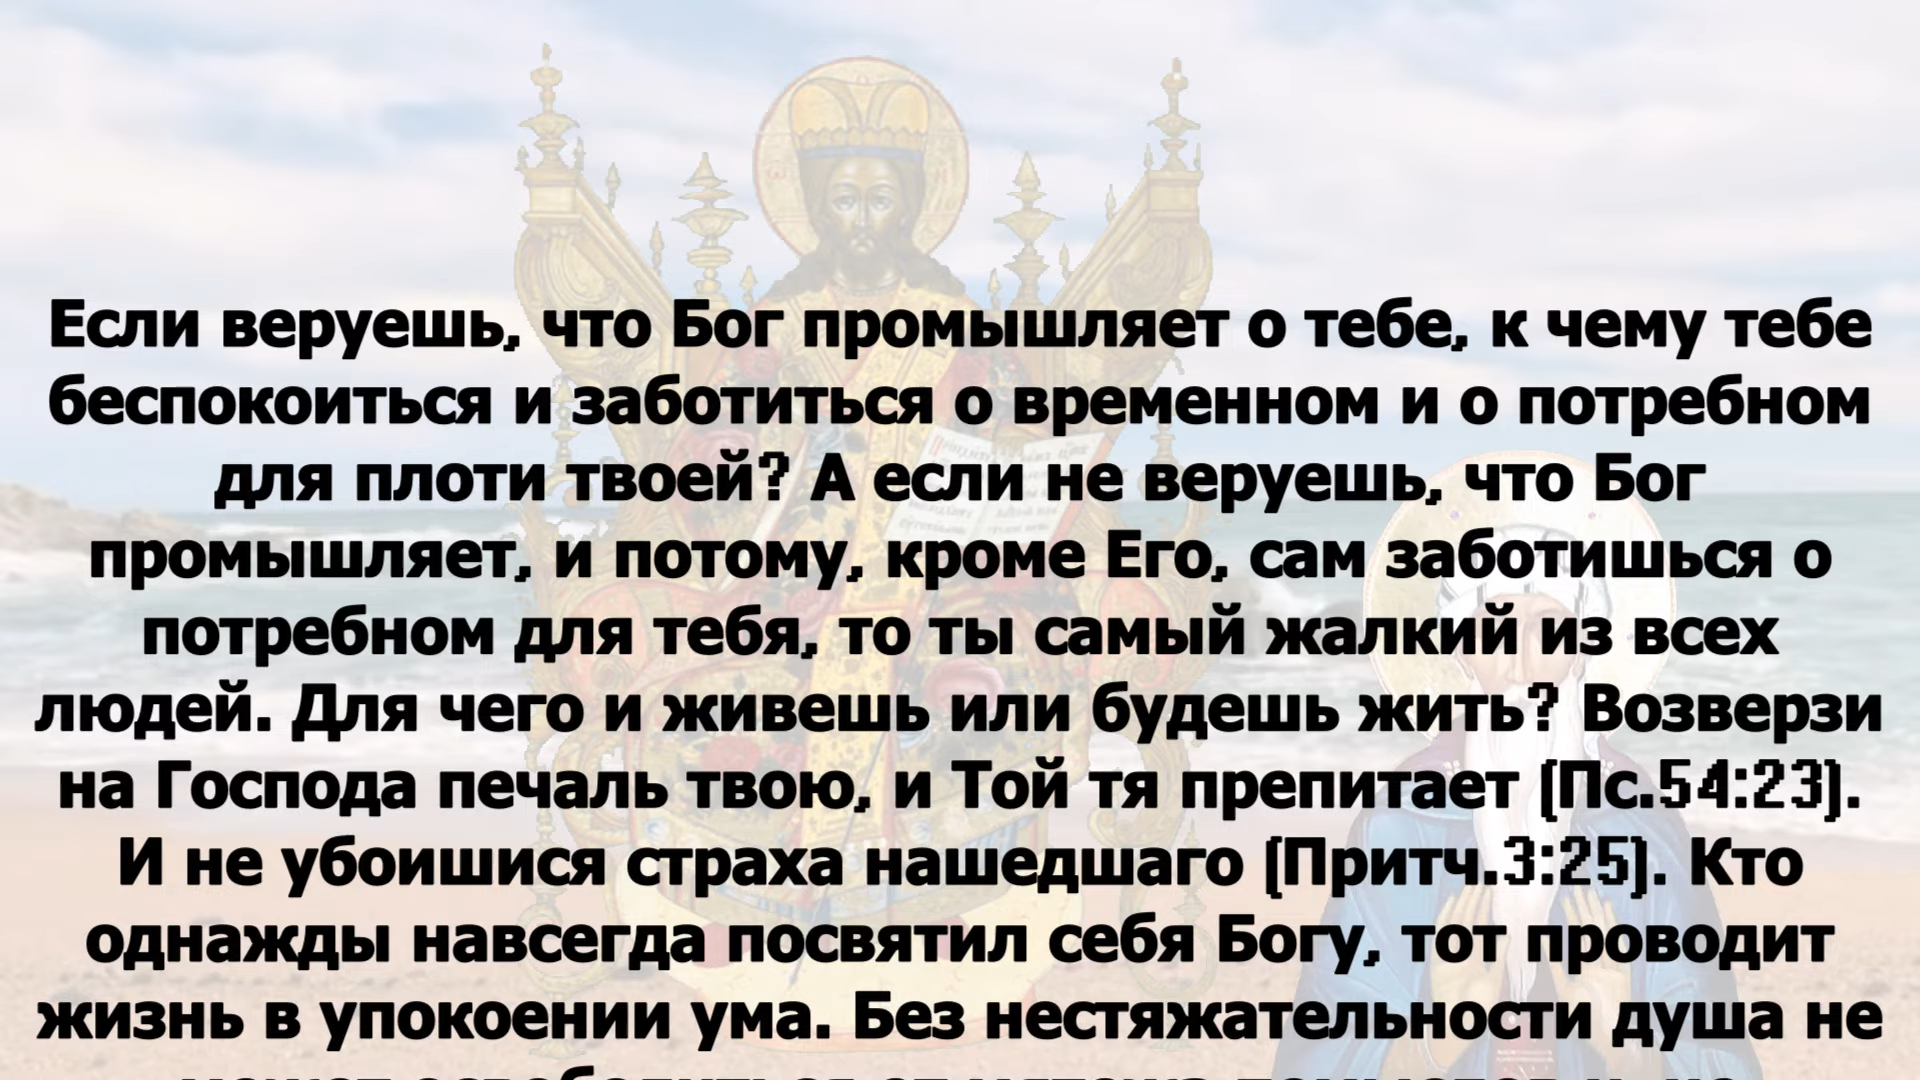 Если веруешь, что Бог промышляет о тебе, к чему тебе
беспокоиться и заботиться о временном и о потребном
для плоти твоей? А если не веруешь, что Бог
промышляет, и потому, кроме Его, сам заботишься о
потребном для тебя, то ты самый жалкий из всех
людей. Для чего и живешь или будешь жить? Возверзи
на Господа печаль твою, и Той тя препитает (Пс.54:23).
И не убоишися страха нашедшаго (Притч.3:25). Кто
однажды навсегда посвятил себя Богу, тот проводит
жизнь в упокоении ума. Без нестяжательности душа не